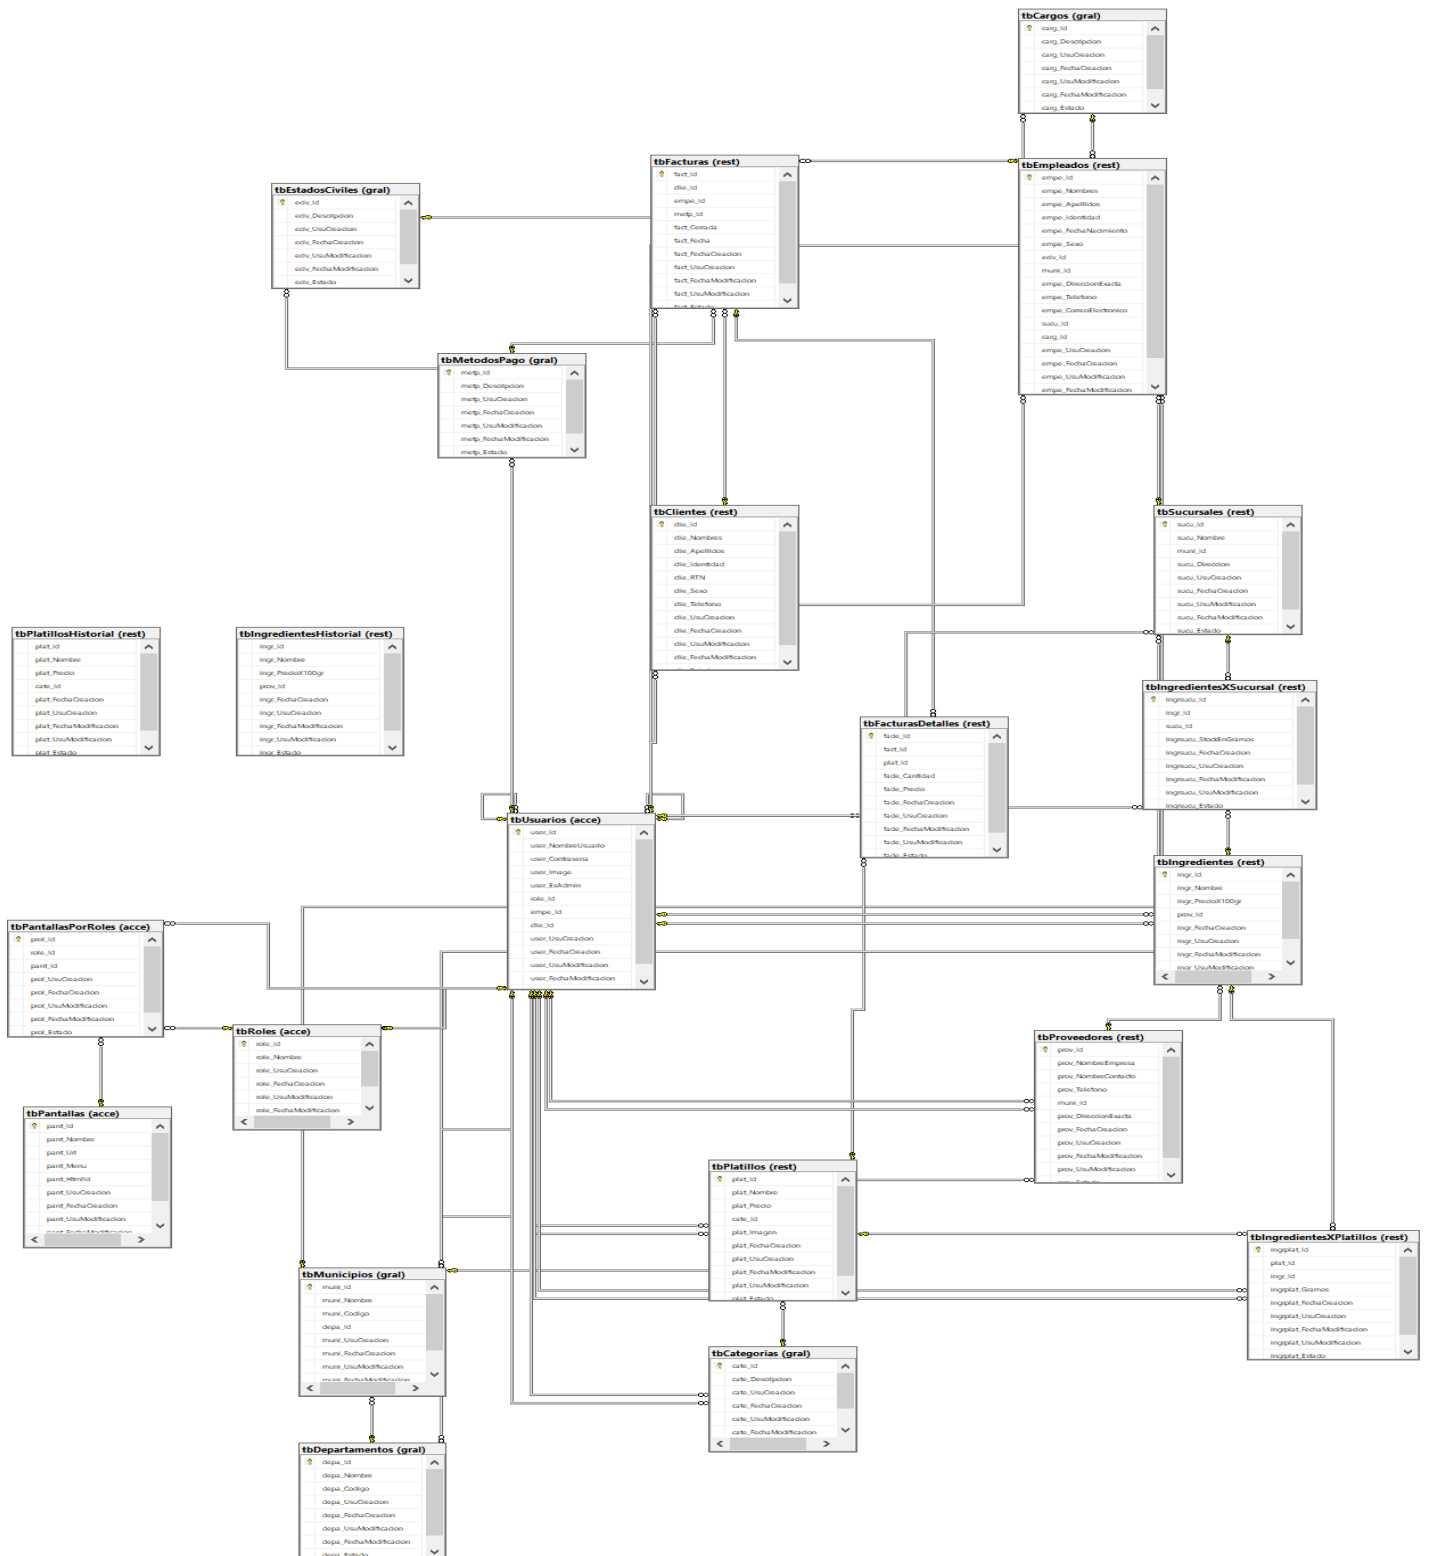 tbCargos (gral)
carg_Id
carg_Descripcion
carg_UsuCreacion
carg_FechaCreacion
carg_UsuModificacion
carg_FechaModificacion
carg_Estado
tbFacturas (rest)
fact_Id
clie_Id
empe_Id
metp_Id
fact_Cerrada
fact_Fecha
fact_FechaCreacion
fact_UsuCreacion
fact_FechaModificacion
fact_UsuModificacion
fact_Estado
tbEmpleados (rest)
empe_Id
empe_Nombres
empe_Apellidos
empe_Identidad
empe_FechaNacimiento
empe_Sexo
eciv_Id
muni_Id
empe_DireccionExacta
empe_Telefono
empe_CorreoElectronico
sucu_Id
carg_Id
empe_UsuCreacion
empe_FechaCreacion
empe_UsuModificacion
empe_FechaModificacion
tbEstadosCiviles (gral)
eciv_Id
eciv_Descripcion
eciv_UsuCreacion
eciv_FechaCreacion
eciv_UsuModificacion
eciv_FechaModificacion
eciv_Estado
tbMetodosPago (gral)
metp_Id
metp_Descripcion
metp_UsuCreacion
metp_FechaCreacion
metp_UsuModificacion
metp_FechaModificacion
metp_Estado
tbClientes (rest)
clie_Id
clie_Nombres
clie_Apellidos
clie_Identidad
clie_RTN
clie_Sexo
clie_Telefono
clie_UsuCreacion
clie_FechaCreacion
clie_UsuModificacion
clie_FechaModificacion
tbSucursales (rest)
sucu_Id
sucu_Nombre
muni_Id
sucu_Direccion
sucu_UsuCreacion
sucu_FechaCreacion
sucu_UsuModificacion
sucu_FechaModificacion
sucu_Estado
tbPlatillosHistorial (rest)
plat_Id
plat_Nombre
plat_Precio
cate_Id
plat_FechaCreacion
plat_UsuCreacion
plat_FechaModificacion
plat_UsuModificacion
plat_Estado
tbIngredientesHistorial (rest)
ingr_Id
ingr_Nombre
ingr_PrecioX100gr
prov_Id
ingr_FechaCreacion
ingr_UsuCreacion
ingr_FechaModificacion
ingr_UsuModificacion
ingr_Estado
tbIngredientesXSucursal (rest)
ingrsucu_Id
ingr_Id
sucu_Id
ingrsucu_StockEnGramos
ingrsucu_FechaCreacion
ingrsucu_UsuCreacion
ingrsucu_FechaModificacion
ingrsucu_UsuModificacion
ingrsucu_Estado
tbFacturasDetalles (rest)
fade_Id
fact_Id
plat_Id
fade_Cantidad
fade_Precio
fade_FechaCreacion
fade_UsuCreacion
fade_FechaModificacion
fade_UsuModificacion
fade_Estado
tbUsuarios (acce)
user_Id
user_NombreUsuario
user_Contrasena
user_Image
user_EsAdmin
role_Id
empe_Id
clie_Id
user_UsuCreacion
user_FechaCreacion
user_UsuModificacion
user_FechaModificacion
tbIngredientes (rest)
ingr_Id
ingr_Nombre
ingr_PrecioX100gr
prov_Id
ingr_FechaCreacion
ingr_UsuCreacion
ingr_FechaModificacion
ingr_UsuModificacion
tbPantallasPorRoles (acce)
prol_Id
role_Id
pant_Id
prol_UsuCreacion
prol_FechaCreacion
prol_UsuModificacion
prol_FechaModificacion
prol_Estado
tbRoles (acce)
role_Id
role_Nombre
role_UsuCreacion
role_FechaCreacion
role_UsuModificacion
role_FechaModificacion
tbProveedores (rest)
prov_Id
prov_NombreEmpresa
prov_NombreContacto
prov_Telefono
muni_Id
prov_DireccionExacta
prov_FechaCreacion
prov_UsuCreacion
prov_FechaModificacion
prov_UsuModificacion
tbPantallas (acce)
pant_Id
pant_Nombre
pant_Url
pant_Menu
pant_HtmlId
pant_UsuCreacion
pant_FechaCreacion
pant_UsuModificacion
pant_FechaModificacion
tbPlatillos (rest)
plat_Id
plat_Nombre
plat_Precio
cate_Id
plat_Imagen
plat_FechaCreacion
plat_UsuCreacion
plat_FechaModificacion
plat_UsuModificacion
plat_Estado
tbIngredientesXPlatillos (rest)
ingrplat_Id
plat_Id
ingr_Id
ingrplat_Gramos
ingrplat_FechaCreacion
ingrplat_UsuCreacion
ingrplat_FechaModificacion
ingrplat_UsuModificacion
ingrplat_Estado
tbMunicipios (gral)
muni_Id
muni_Nombre
muni_Codigo
depa_Id
muni_UsuCreacion
muni_FechaCreacion
muni_UsuModificacion
muni_FechaModificacion
tbCategorias (gral)
cate_Id
cate_Descripcion
cate_UsuCreacion
cate_FechaCreacion
cate_UsuModificacion
cate_FechaModificacion
tbDepartamentos (gral)
depa_Id
depa_Nombre
depa_Codigo
depa_UsuCreacion
depa_FechaCreacion
depa_UsuModificacion
depa_FechaModificacion
depa_Estado